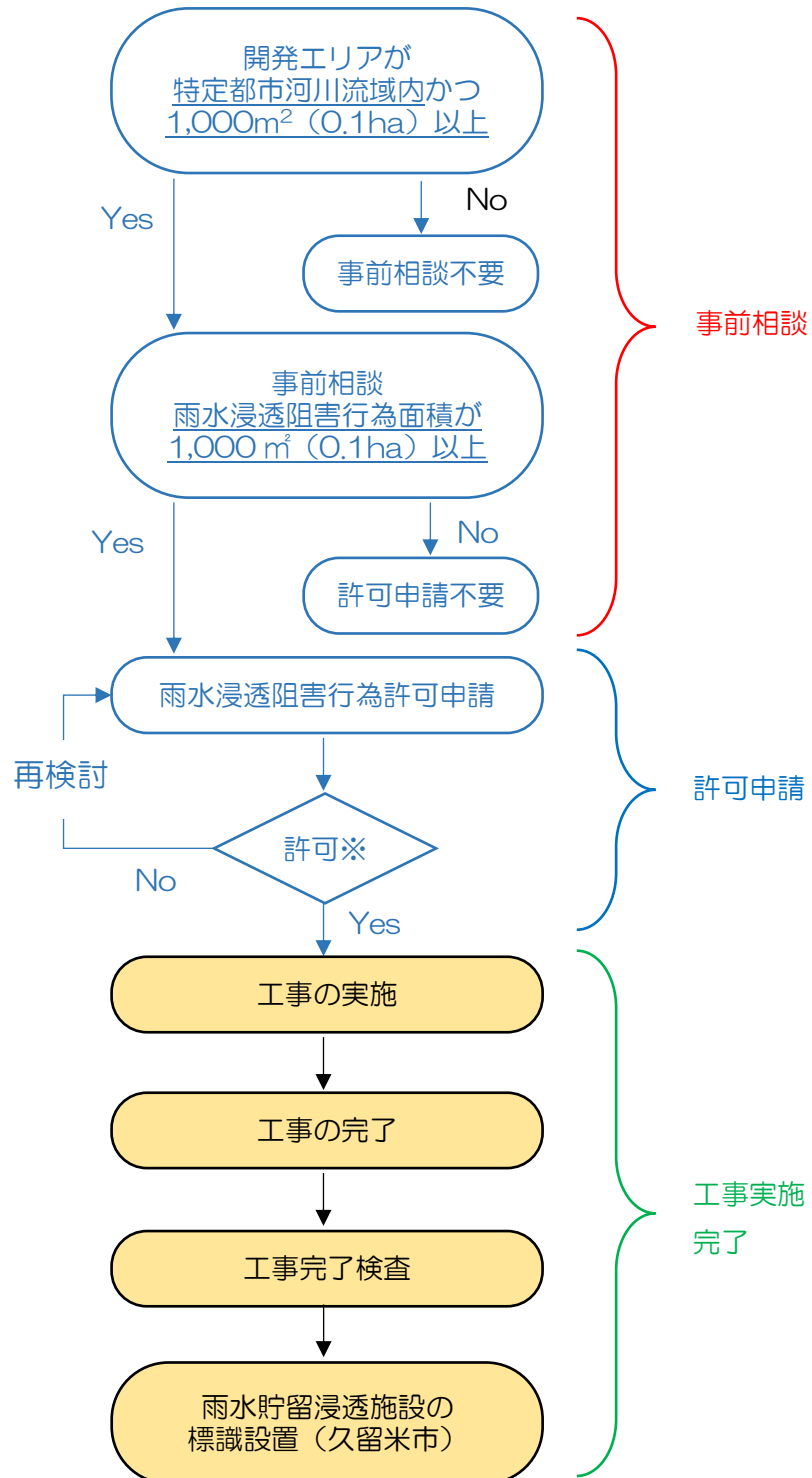 開発エリアが
特定都市河川流域内かつ
1,000m²（0.1ha）以上
Yes
No
事前相談不要
事前相談
事前相談
雨水浸透阻害行為面積が
1,000㎡（0.1ha）以上
Yes
No
許可申請不要
雨水浸透阻害行為許可申請
再検討
許可申請
許可※
No
Yes
工事の実施
工事の完了
工事実施
完了
工事完了検査
雨水貯留浸透施設の
標識設置（久留米市）